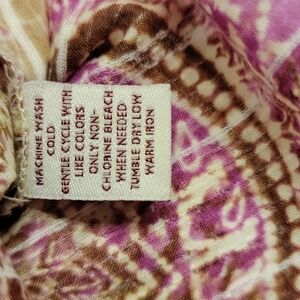 MACHINE WASH
COLD
GENTLE CYCLE WITH
LIKE COLORS
ONLY NON-
CHLORINE BLEACH
WHEN NEEDED
TUMBLE DRY LOW
WARM IRON